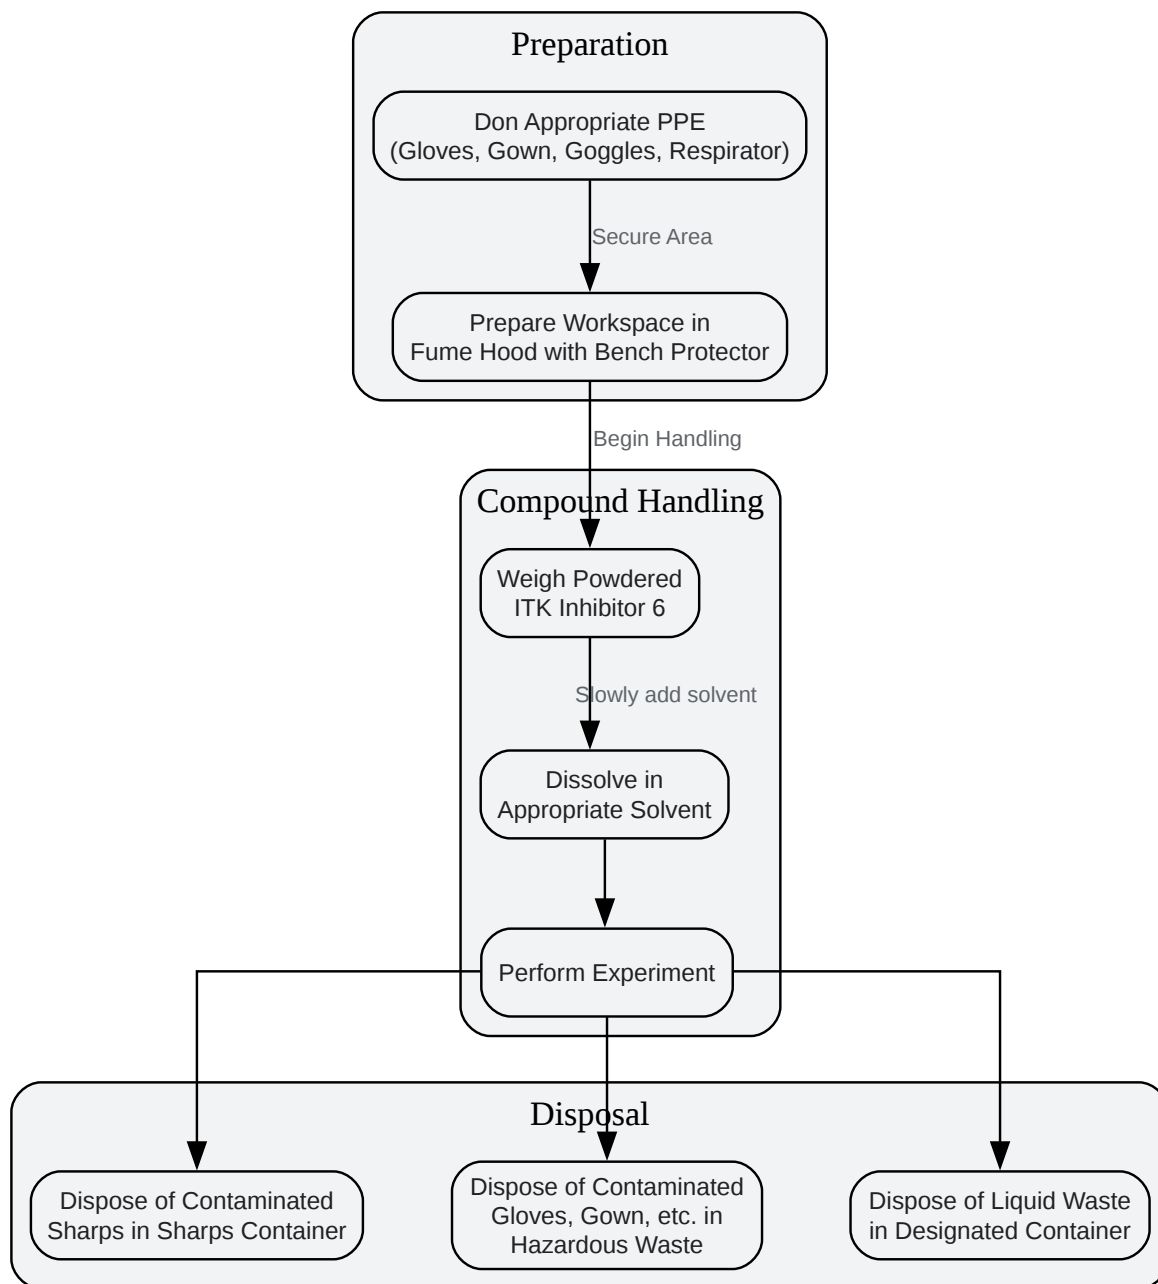 Preparation
Don Appropriate PPE
(Gloves, Gown, Goggles, Respirator)
Secure Area
Prepare Workspace in
Fume Hood with Bench Protector
Begin Handling
Compound Handling
Weigh Powdered
ITK Inhibitor 6
Slowly add solvent
Dissolve in
Appropriate Solvent
Perform Experiment
Disposal
Dispose of Contaminated
Sharps in Sharps Container
Dispose of Contaminated
Gloves, Gown, etc. in
Hazardous Waste
Dispose of Liquid Waste
in Designated Container